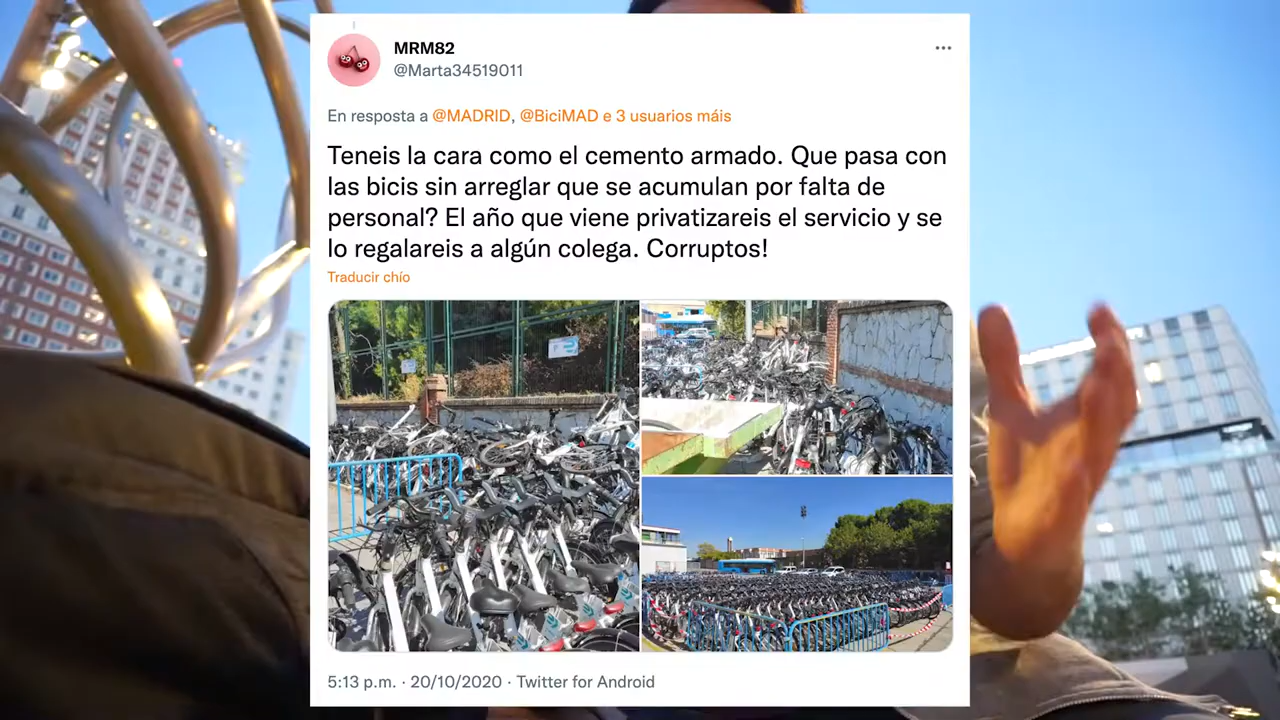 MRM82
@Marta34519011
En resposta a @MADRID, @BiciMAD e 3 usuarios máis
Teneis la cara como el cemento armado. Que pasa con
las bicis sin arreglar que se acumulan por falta de
personal? El año que viene privatizareis el servicio y se
lo regalareis a algún colega. Corruptos!
Traducir chío
5:13 p.m. · 20/10/2020 · Twitter for Android